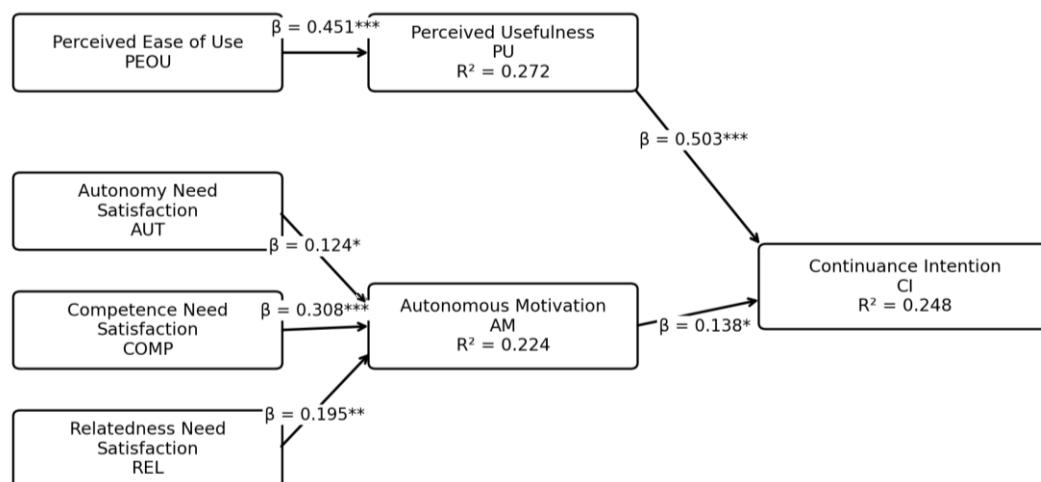 Perceived Ease of Use
PEOU
β = 0.451***
Perceived Usefulness
PU
R² = 0.272
β = 0.503***
Autonomy Need
Satisfaction
AUT
β = 0.124*
Competence Need
Satisfaction
COMP
β = 0.308***
Autonomous Motivation
AM
R² = 0.224
β = 0.138*
Continuance Intention
CI
R² = 0.248
Relatedness Need
Satisfaction
REL
β = 0.195**